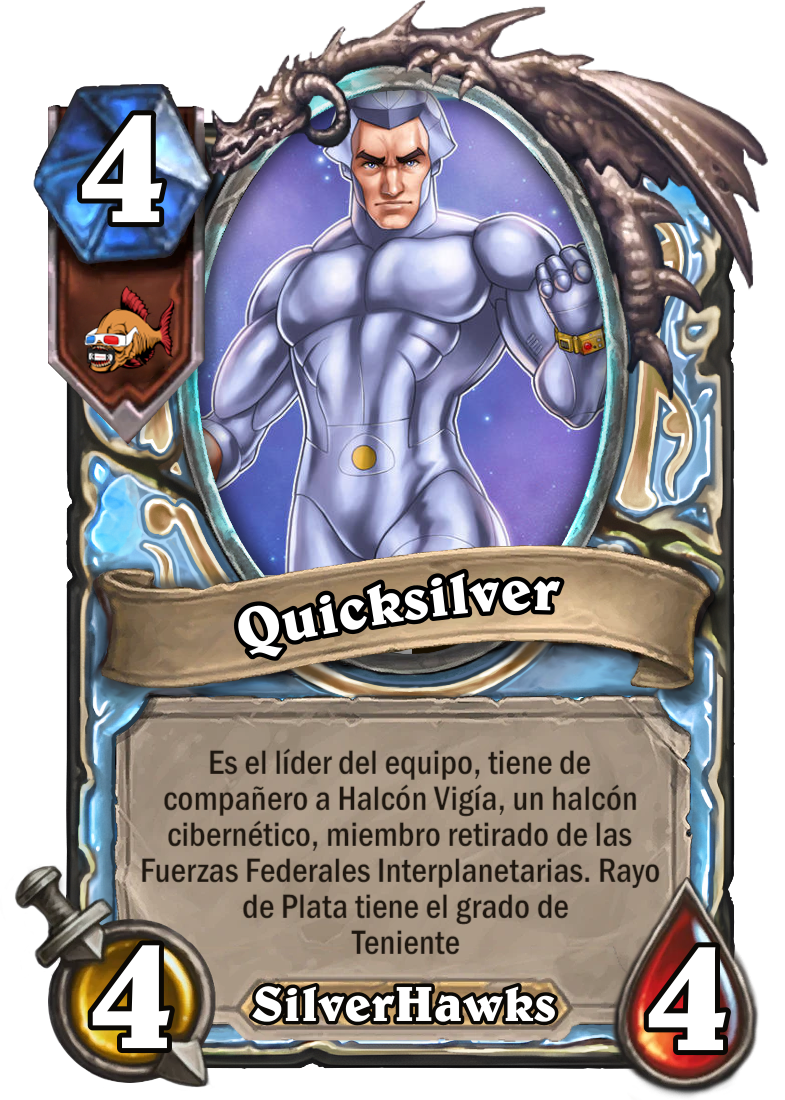 4
Quicksilver
Es el líder del equipo, tiene de
compañero a Halcón Vigía, un halcón
cibernético, miembro retirado de las
Fuerzas Federales Interplanetarias. Rayo
de Plata tiene el grado de
Teniente
SilverHawks
4
4